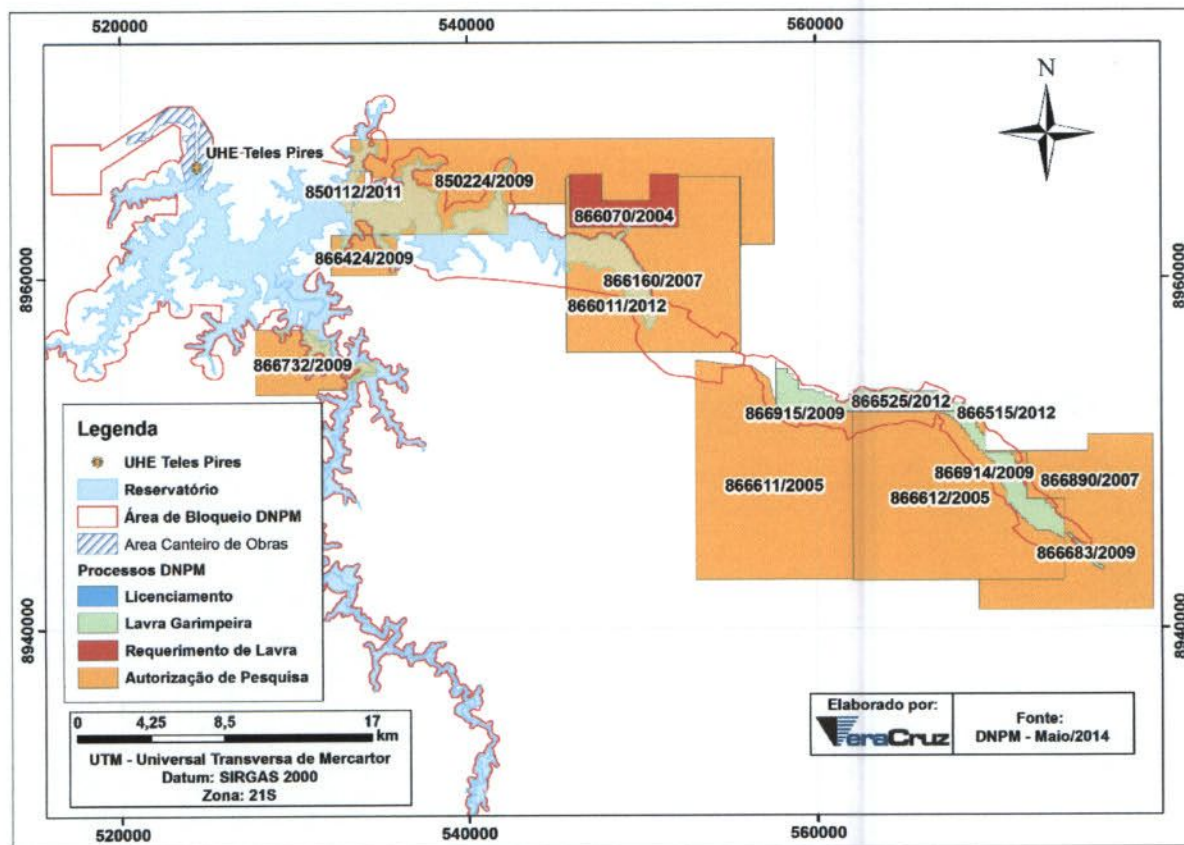 520000 540000 560000
N
UHE-Teles Pires
850112/2011
850224/2009
866070/2004
866424/2009
8960000
8960000
866160/2007
866011/2012
866732/2009
866525/2012
866915/2009
866515/2012
866914/2009
866890/2007
866611/2005
866612/2005
866683/2009
8940000
8940000
Legenda
UHE Teles Pires
Reservatório
Área de Bloqueio DNPM
Area Canteiro de Obras
Processos DNPM
Licenciamento
Lavra Garimpeira
Requerimento de Lavra
Autorização de Pesquisa
0 4,25 8,5 17
km
UTM - Universal Transversa de Mercartor
Datum: SIRGAS 2000
Zona: 21S
Elaborado por:
VeraCruz
Fonte:
DNPM - Maio/2014
520000 540000 560000